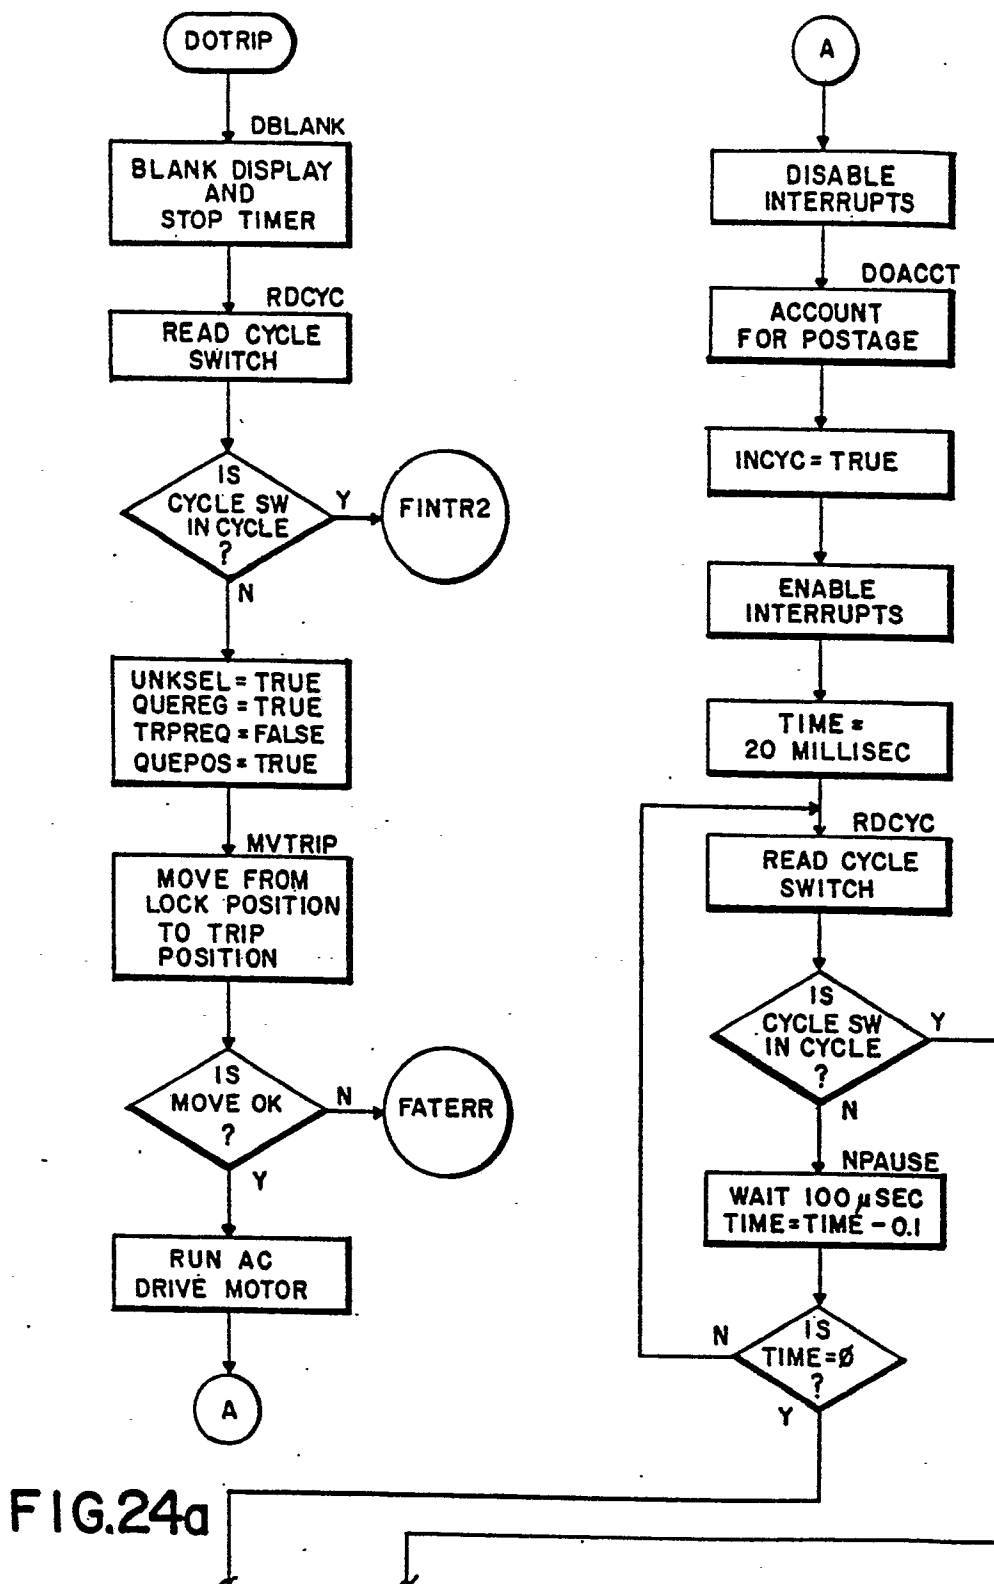 DOTRIP
DBLANK
BLANK DISPLAY
AND
STOP TIMER
RDCYC
READ CYCLE
SWITCH
IS
CYCLE SW
IN CYCLE
?
Y
FINTR2
N
UNKSEL = TRUE
QUEREG = TRUE
TRPREQ = FALSE
QUEPOS = TRUE
MVTRIP
MOVE FROM
LOCK POSITION
TO TRIP
POSITION
IS
MOVE OK
?
N
FATERR
Y
RUN AC
DRIVE MOTOR
A
A
DISABLE
INTERRUPTS
DOACCT
ACCOUNT
FOR POSTAGE
INCYC = TRUE
ENABLE
INTERRUPTS
TIME =
20 MILLISEC
RDCYC
READ CYCLE
SWITCH
IS
CYCLE SW
IN CYCLE
?
Y
N
NPAUSE
WAIT 100 µSEC
TIME = TIME - 0.1
N
IS
TIME = Ø
?
Y
FIG.24a